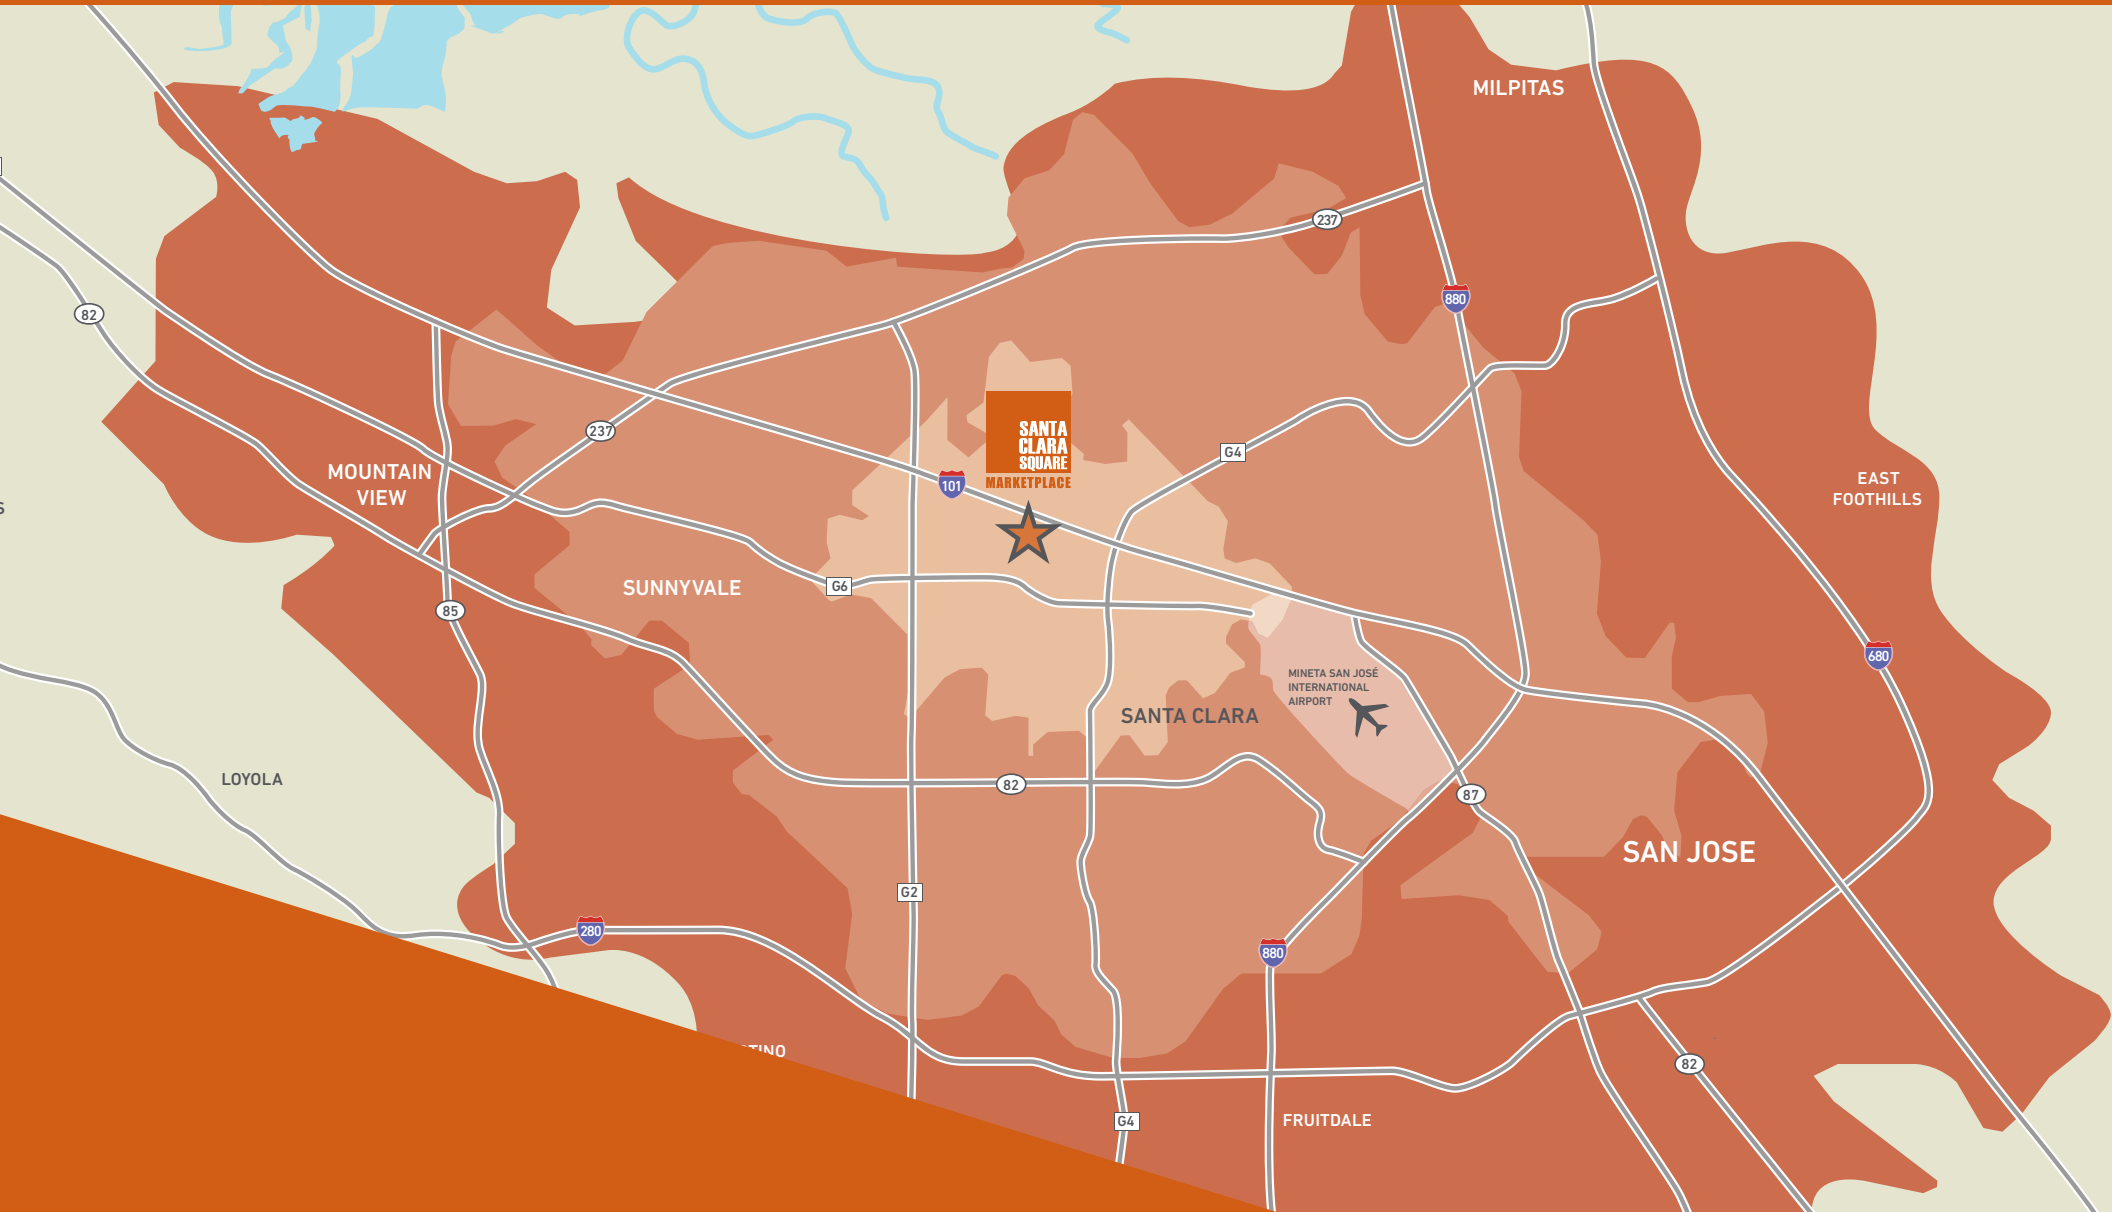 MILPITAS
237
880
82
SANTA
CLARA
SQUARE
MARKETPLACE
237
G4
MOUNTAIN
VIEW
101
EAST
FOOTHILLS
SUNNYVALE
G6
85
680
MINETA SAN JOSÉ
INTERNATIONAL
AIRPORT
SANTA CLARA
LOYOLA
82
87
SAN JOSE
G2
280
880
TINO
82
G4
FRUITDALE